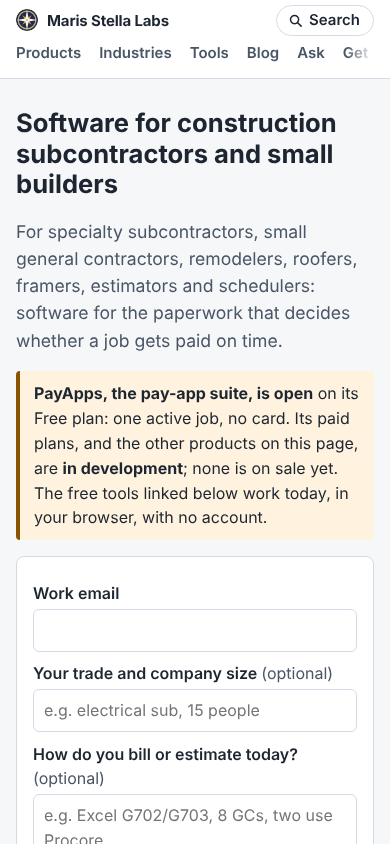 Maris Stella Labs
Search
Products Industries Tools Blog Ask Get
Software for construction
subcontractors and small
builders
For specialty subcontractors, small
general contractors, remodelers, roofers,
framers, estimators and schedulers:
software for the paperwork that decides
whether a job gets paid on time.
PayApps, the pay-app suite, is open on its
Free plan: one active job, no card. Its paid
plans, and the other products on this page,
are in development; none is on sale yet.
The free tools linked below work today, in
your browser, with no account.
Work email
Your trade and company size (optional)
e.g. electrical sub, 15 people
How do you bill or estimate today?
(optional)
e.g. Excel G702/G703, 8 GCs, two use
Procore